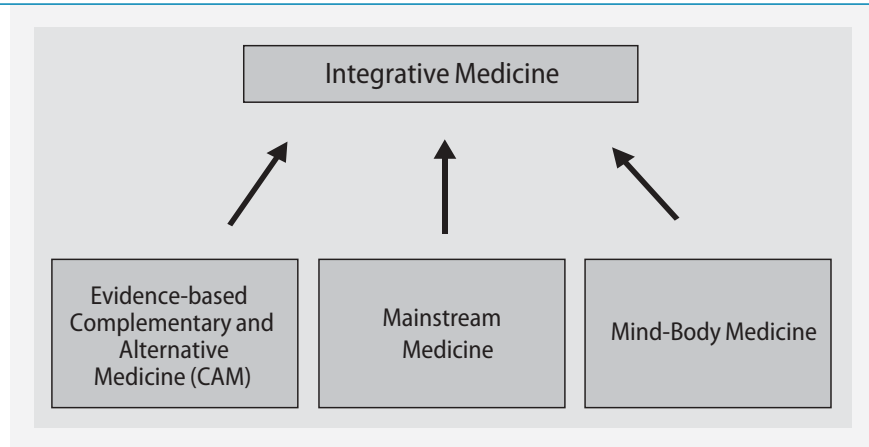 Integrative Medicine
Evidence-based
Complementary and
Alternative
Medicine (CAM)
Mainstream
Medicine
Mind-Body Medicine